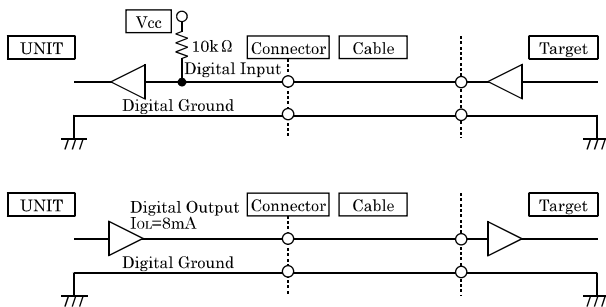 Vcc
UNIT
10kΩ
Connector
Cable
Target
Digital Input
Digital Ground
UNIT
Digital Output
IOL=8mA
Connector
Cable
Target
Digital Ground